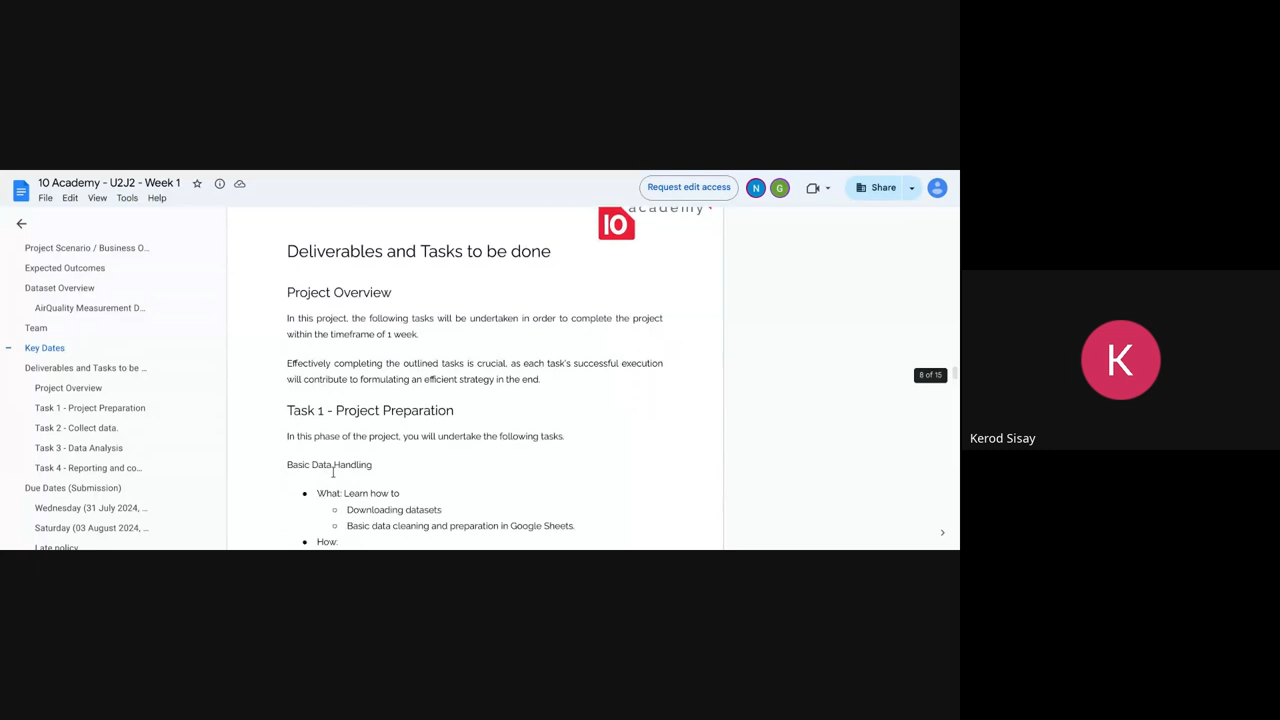 10 Academy - U2J2 - Week 1
File Edit View Tools Help
Request edit access
N
G
Share
Project Scenario / Business O...
Expected Outcomes
Dataset Overview
AirQuality Measurement D...
Team
Key Dates
Deliverables and Tasks to be ...
Project Overview
Task 1 - Project Preparation
Task 2 - Collect data.
Task 3 - Data Analysis
Task 4 - Reporting and co...
Due Dates (Submission)
Wednesday (31 July 2024, ...
Saturday (03 August 2024, ...
Late policy
10 academy
Deliverables and Tasks to be done
Project Overview
In this project, the following tasks will be undertaken in order to complete the project
within the timeframe of 1 week.
Effectively completing the outlined tasks is crucial, as each task's successful execution
will contribute to formulating an efficient strategy in the end.
Task 1 - Project Preparation
In this phase of the project, you will undertake the following tasks.
Basic Data Handling
● What: Learn how to
○ Downloading datasets
○ Basic data cleaning and preparation in Google Sheets.
● How:
8 of 15
K
Kerod Sisay